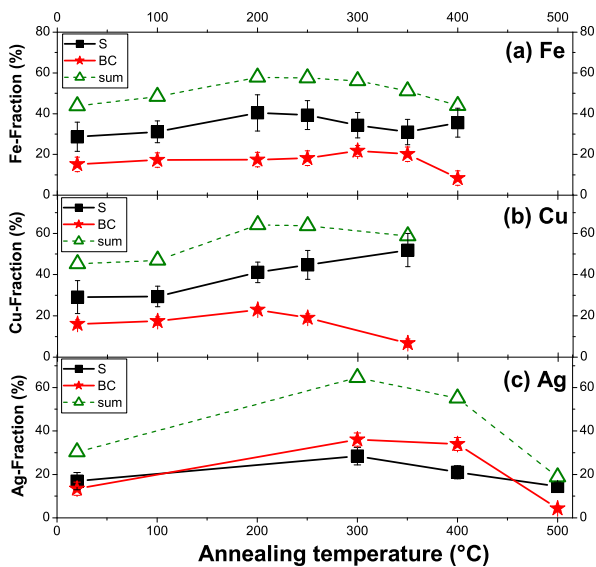 0 100 200 300 400 500
80
60
40
20
0
Fe-Fraction (%)
S
BC
sum
(a) Fe
80
60
40
20
0
60
40
20
0
Cu-Fraction (%)
S
BC
sum
(b) Cu
60
40
20
0
60
40
20
0
Ag-Fraction (%)
S
BC
sum
(c) Ag
60
40
20
0
0 100 200 300 400 500
Annealing temperature (°C)